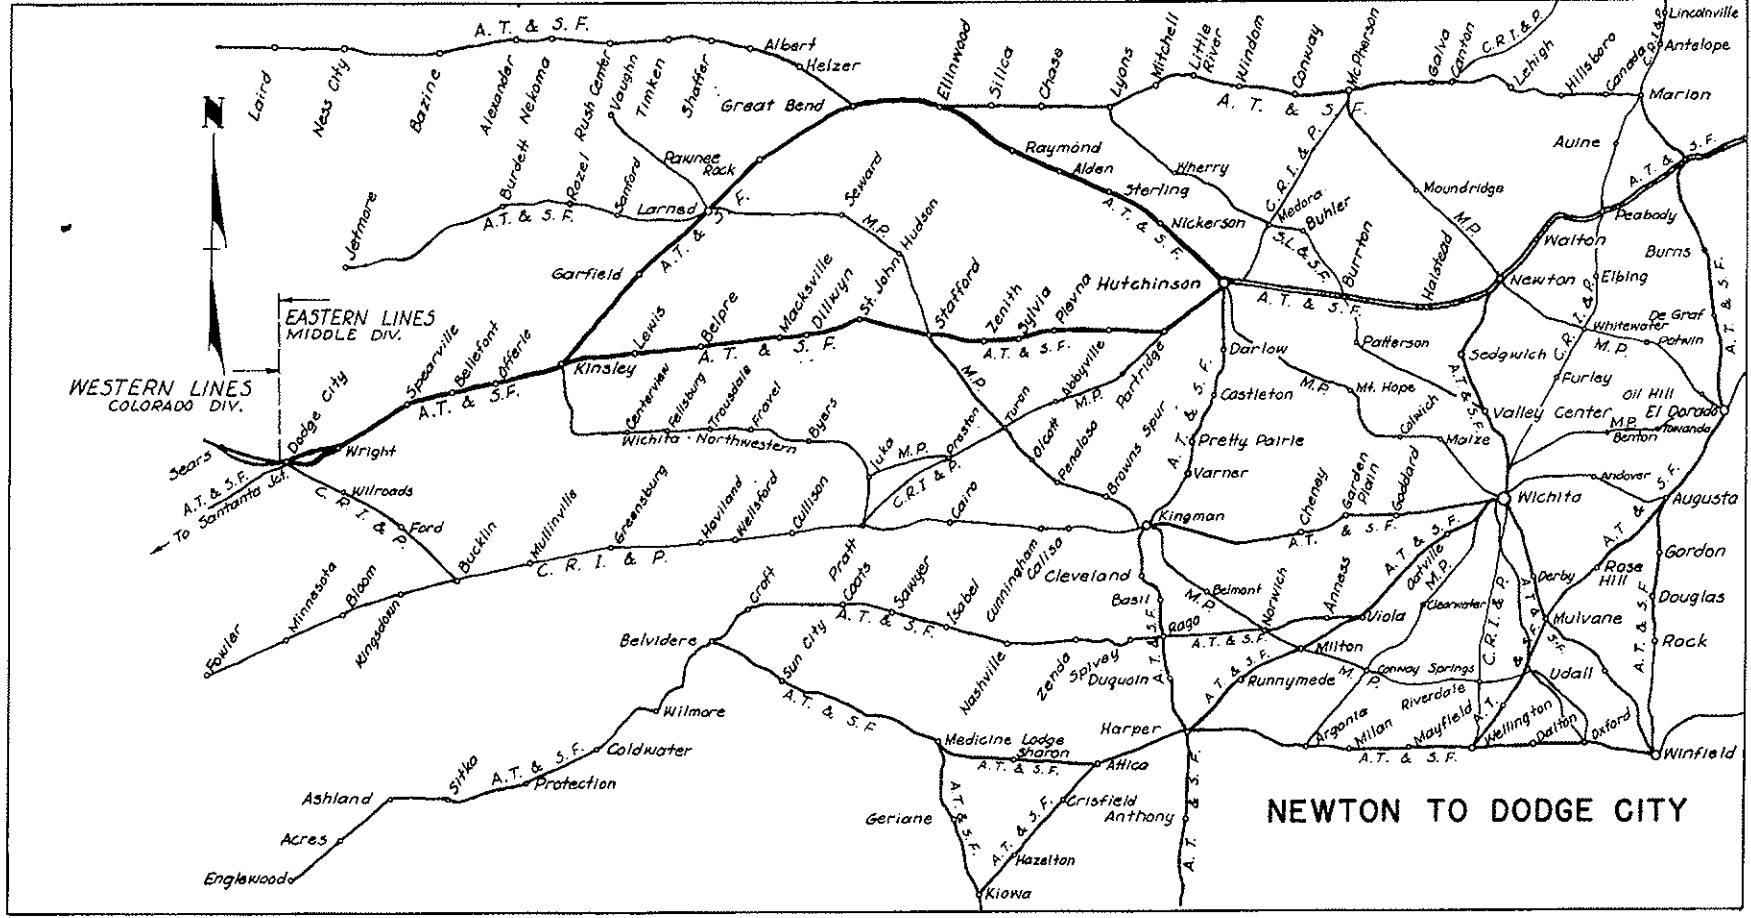 A. T. & S. F.
Laird
Ness City
Bazine
Alexander
Nekoma
Rush Center
Vaughn
Timken
Shaffer
Albert
Heizer
Great Bend
Ellinwood
Silica
Chase
Lyons
Mitchell
Little River
Windom
Conway
McPherson
Galva
Canton
C.R.I.& P.
Lehigh
Hillsboro
Canada
C.R.I.& P.
Lincolnville
Antelope
Marion
A. T. & S. F.
N
Jetmore
Burdett
Rozel
Sanford
A.T. & S.F.
Larned
Pawnee Rock
Garfield
A.T. & S. F.
Seward
M.P.
Hudson
Raymond
Alden
Sterling
Nickerson
A.T. & S.F.
Wherry
C. R. I. & P.
Medora
Buhler
S.L.& S.F.
Burrton
Halstead
Moundridge
M.P.
Aulne
A.T. & S. F.
Peabody
Walton
Burns
Newton
Elbing
Hutchinson
A. T. & S. F.
EASTERN LINES
MIDDLE DIV.
WESTERN LINES
COLORADO DIV.
Spearville
Bellefont
Offerle
A.T. & S.F.
Kinsley
Lewis
Belpre
Macksville
Dillwyn
St. John
A. T. & S. F.
Stafford
Zenith
Sylvia
Plevna
A.T. & S.F.
Abbyville
Partridge
Darlow
Castleton
Pretty Pairie
Varner
A. T. & S. F.
M.P.
Mt. Hope
Patterson
Colwich
Maize
Sedgwich
A.T.& S.F.
Valley Center
C. R. I. & P.
Whitewater
M. P.
Potwin
De Graf
A. T. & S. F.
Furley
Oil Hill
El Dorado
M.P.
Benton
Towanda
Andover
Augusta
Wichita
Sears
Dodge City
Wright
A.T. & S.F.
To Santanta Jct.
Wilroads
C. R. I. & P.
Ford
Bucklin
Centerview
Fellsburg
Trousdale
Fravel
Byers
Wichita - Northwestern
Iuka
M.P.
C.R.I & P.
Preston
Turon
M.P.
M.P.
Olcott
Penalosa
Browns Spur
Kingman
Fowler
Minnesota
Bloom
Kingsdown
Mullinville
Greensburg
Haviland
Wellsford
Cullison
C. R. I. & P.
Pratt
Cairo
Cunningham
Calisa
Cheney
Garden Plain
Goddard
A.T. & S.F.
Cleveland
Basil
A.T.& S.F.
Belmont
M.P.
Norwich
Anness
A.T. & S.F.
Oatville
M.P.
Clearwater
C.R.I. & P.
A.T. & S.F.
Derby
Rose Hill
A.T. & S.F.
Gordon
Douglas
Mulvane
Rock
A.T.& S.F.
Belvidere
Croft
Coats
Sawyer
Isabel
A.T. & S.F.
Sun City
A.T. & S.F.
Nashville
Zenda
Spivey
Rago
A.T. & S.F.
Viola
Milton
Duquoin
A.T. & S.F.
A.T.& S.F.
Runnymede
M.P.
Conway Springs
Riverdale
S.F.
Udall
Wilmore
Coldwater
A.T. & S.F.
Protection
Sitka
Ashland
Acres
Englewood
Medicine Lodge
Sharon
A.T. & S.F.
Attica
Harper
Argonia
Milan
Mayfield
A.T. & S.F.
A.T.
Wellington
Dalton
Oxford
Winfield
Geriane
A.T.& S.F.
Crisfield
A.T. & S.F.
Hazelton
Kiowa
Anthony
A.T. & S.F.
NEWTON TO DODGE CITY